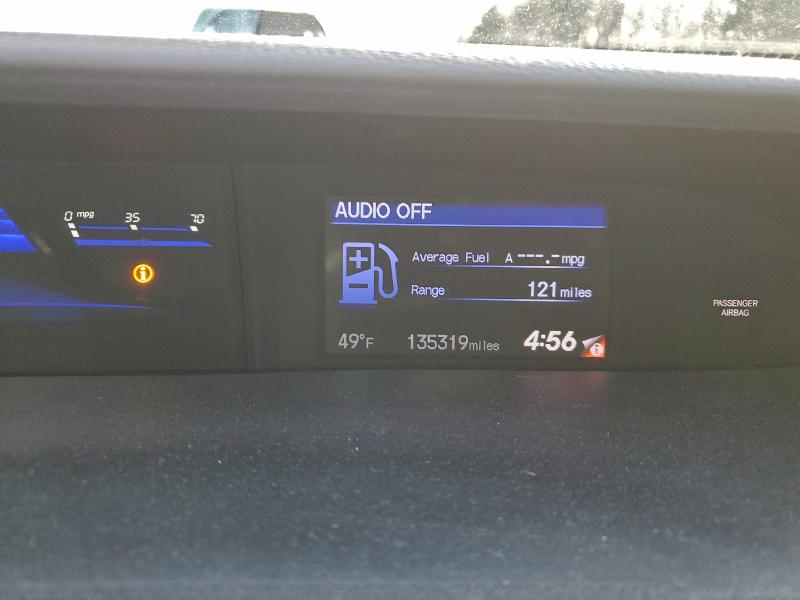 0 mpg 35 70
AUDIO OFF
Average Fuel A ---.- mpg
Range 121 miles
49°F 135319 miles 4:56
PASSENGER
AIRBAG